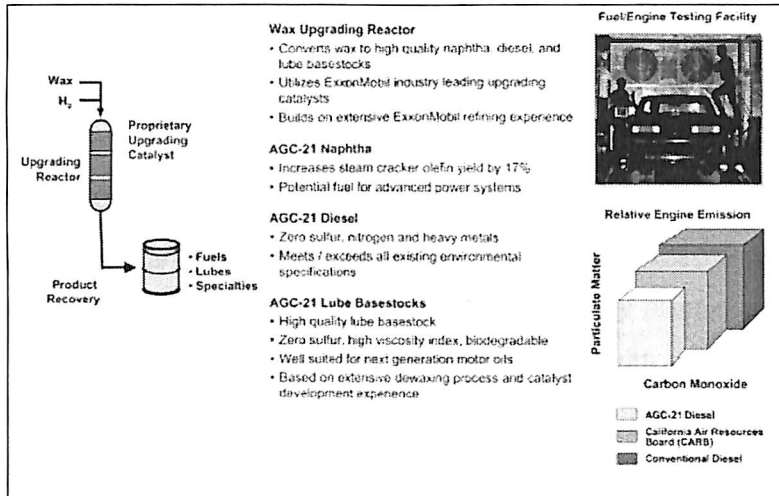 Wax
H₂
Proprietary
Upgrading
Catalyst
Upgrading
Reactor
Product
Recovery
• Fuels
• Lubes
• Specialties
Wax Upgrading Reactor
• Converts wax to high quality naphtha, diesel, and
lube basestocks
• Utilizes ExxonMobil industry leading upgrading
catalysts
• Builds on extensive ExxonMobil refining experience
AGC-21 Naphtha
• Increases steam cracker olefin yield by 17%
• Potential fuel for advanced power systems
AGC-21 Diesel
• Zero sulfur, nitrogen and heavy metals
• Meets / exceeds all existing environmental
specifications
AGC-21 Lube Basestocks
• High quality lube basestock
• Zero sulfur, high viscosity index, biodegradable
• Well suited for next generation motor oils
• Based on extensive dewaxing process and catalyst
development experience
Fuel/Engine Testing Facility
Relative Engine Emission
Particulate Matter
Carbon Monoxide
AGC-21 Diesel
California Air Resources
Board (CARB)
Conventional Diesel